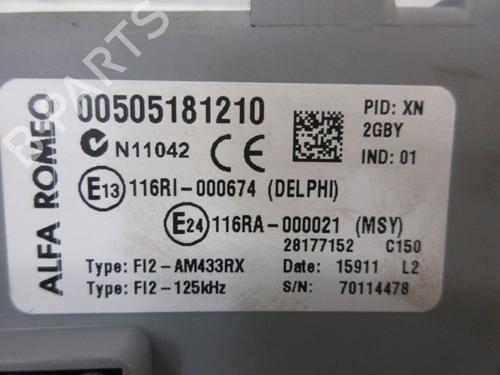 B PARTS
ALFA ROMEO
00505181210
PID: XN
2GBY
N11042 CE
IND: 01
E13 116RI-000674 (DELPHI)
E24 116RA-000021 (MSY)
28177152 C150
Type: FI2-AM433RX Date: 15911 L2
Type: FI2-125kHz S/N: 70114478